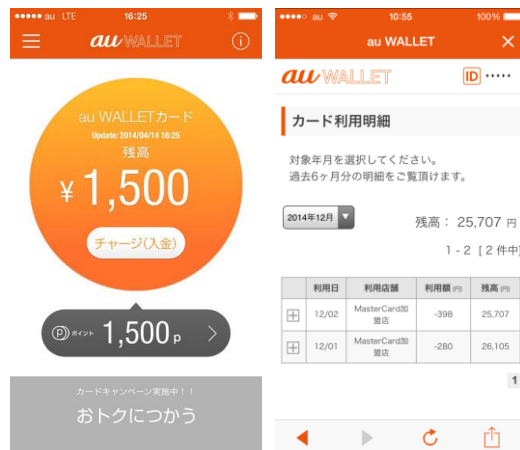 au LTE
16:25
au WALLET
au WALLETカード
Update: 2014/04/14 16:25
残高
¥ 1,500
チャージ(入金)
P ポイント 1,500 P
カードキャンペーン実施中！！
おトクにつかう
au
10:55
100%
au WALLET
au WALLET
ID ·····
カード利用明細
対象年月を選択してください。
過去6ヶ月分の明細をご覧頂けます。
2014年12月
残高： 25,707 円
1 - 2 [ 2 件中]
利用日 利用店舗 利用額(円) 残高(円)
12/02 MasterCard加盟店 -398 25,707
12/01 MasterCard加盟店 -280 26,105
1